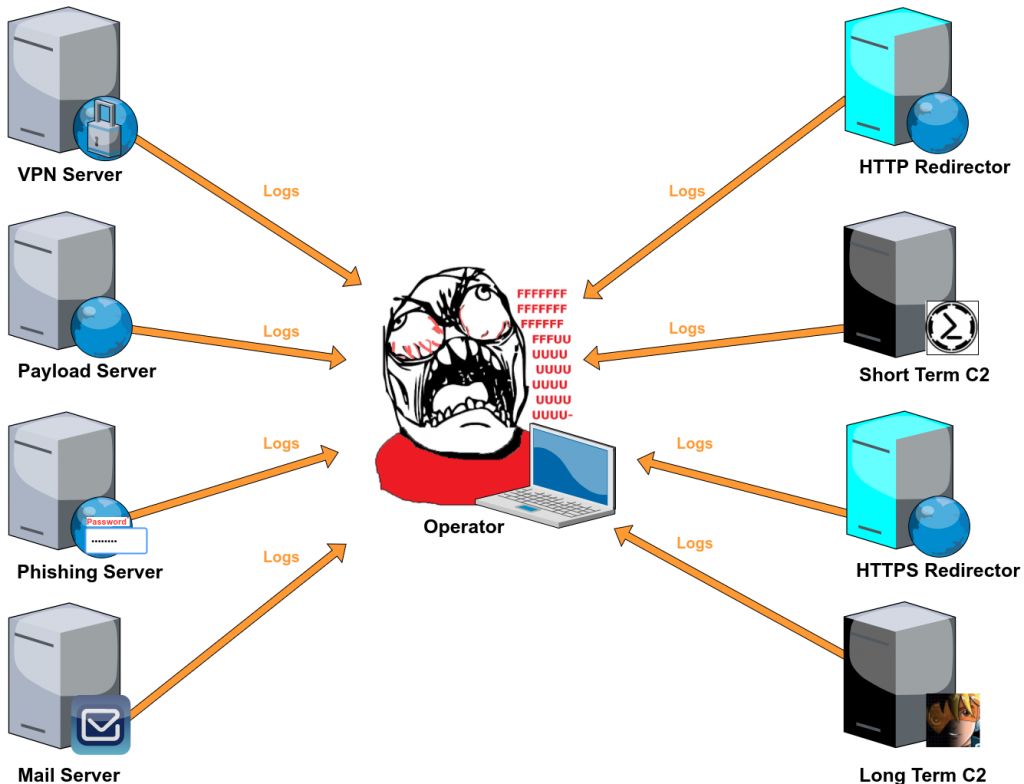 VPN Server
Logs
Payload Server
Logs
Phishing Server
Password
Logs
Mail Server
Logs
FFFFFFF
FFFFFFF
FFFFFF
FFFUU
UUUU
UUUU
UUUU
UUUU
UUUU-
Operator
HTTP Redirector
Logs
Short Term C2
Logs
HTTPS Redirector
Logs
Long Term C2
Logs